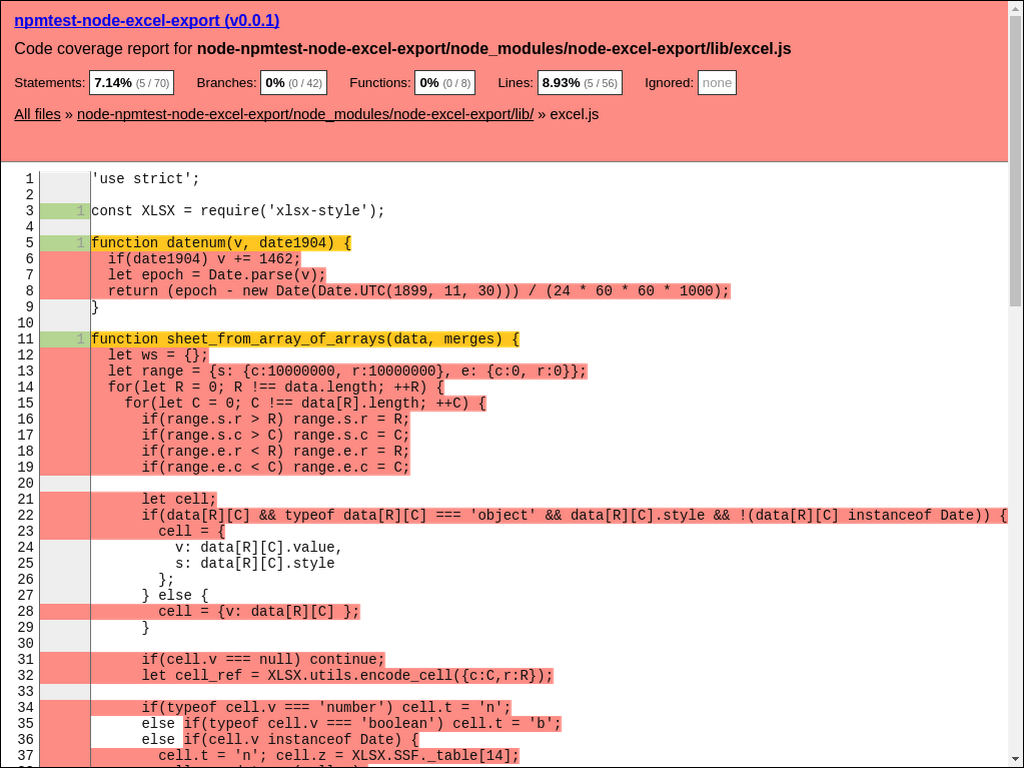 npmtest-node-excel-export (v0.0.1)
Code coverage report for node-npmtest-node-excel-export/node_modules/node-excel-export/lib/excel.js
Statements: 7.14% (5 / 70) Branches: 0% (0 / 42) Functions: 0% (0 / 8) Lines: 8.93% (5 / 56) Ignored: none
All files » node-npmtest-node-excel-export/node_modules/node-excel-export/lib/ » excel.js
1 'use strict';
2
3 1 const XLSX = require('xlsx-style');
4
5 1 function datenum(v, date1904) {
6   if(date1904) v += 1462;
7   let epoch = Date.parse(v);
8   return (epoch - new Date(Date.UTC(1899, 11, 30))) / (24 * 60 * 60 * 1000);
9 }
10
11 1 function sheet_from_array_of_arrays(data, merges) {
12   let ws = {};
13   let range = {s: {c:10000000, r:10000000}, e: {c:0, r:0}};
14   for(let R = 0; R !== data.length; ++R) {
15     for(let C = 0; C !== data[R].length; ++C) {
16       if(range.s.r > R) range.s.r = R;
17       if(range.s.c > C) range.s.c = C;
18       if(range.e.r < R) range.e.r = R;
19       if(range.e.c < C) range.e.c = C;
20
21       let cell;
22       if(data[R][C] && typeof data[R][C] === 'object' && data[R][C].style && !(data[R][C] instanceof Date)) {
23         cell = {
24           v: data[R][C].value,
25           s: data[R][C].style
26         };
27       } else {
28         cell = {v: data[R][C] };
29       }
30
31       if(cell.v === null) continue;
32       let cell_ref = XLSX.utils.encode_cell({c:C,r:R});
33
34       if(typeof cell.v === 'number') cell.t = 'n';
35       else if(typeof cell.v === 'boolean') cell.t = 'b';
36       else if(cell.v instanceof Date) {
37         cell.t = 'n'; cell.z = XLSX.SSF._table[14];